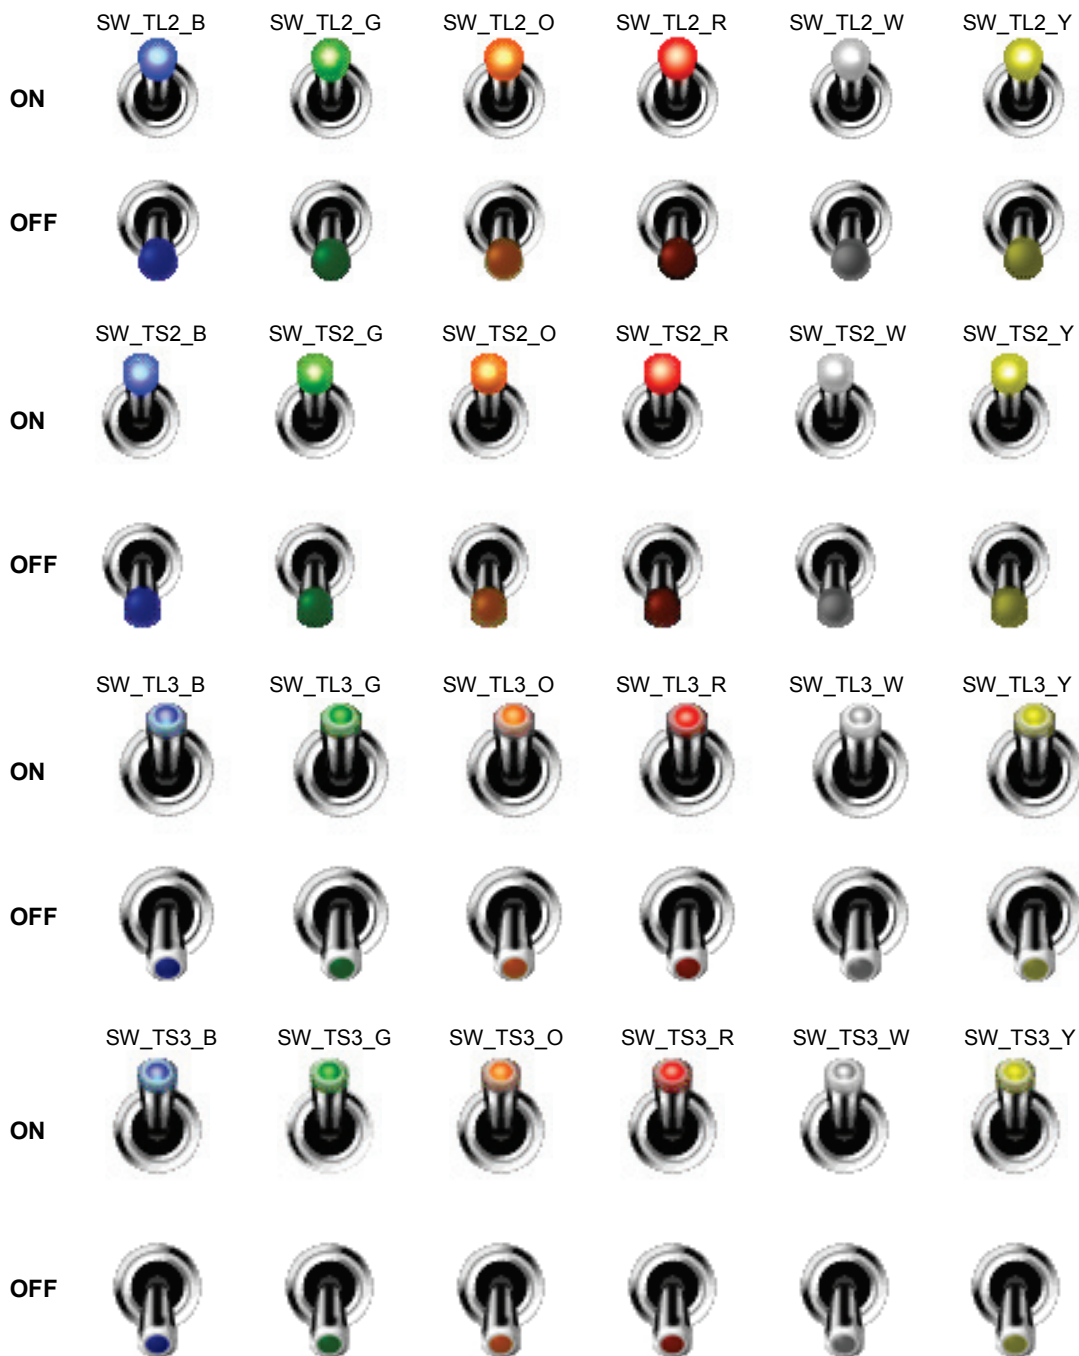 SW_TL2_B SW_TL2_G SW_TL2_O SW_TL2_R SW_TL2_W SW_TL2_Y
ON
OFF
SW_TS2_B SW_TS2_G SW_TS2_O SW_TS2_R SW_TS2_W SW_TS2_Y
ON
OFF
SW_TL3_B SW_TL3_G SW_TL3_O SW_TL3_R SW_TL3_W SW_TL3_Y
ON
OFF
SW_TS3_B SW_TS3_G SW_TS3_O SW_TS3_R SW_TS3_W SW_TS3_Y
ON
OFF